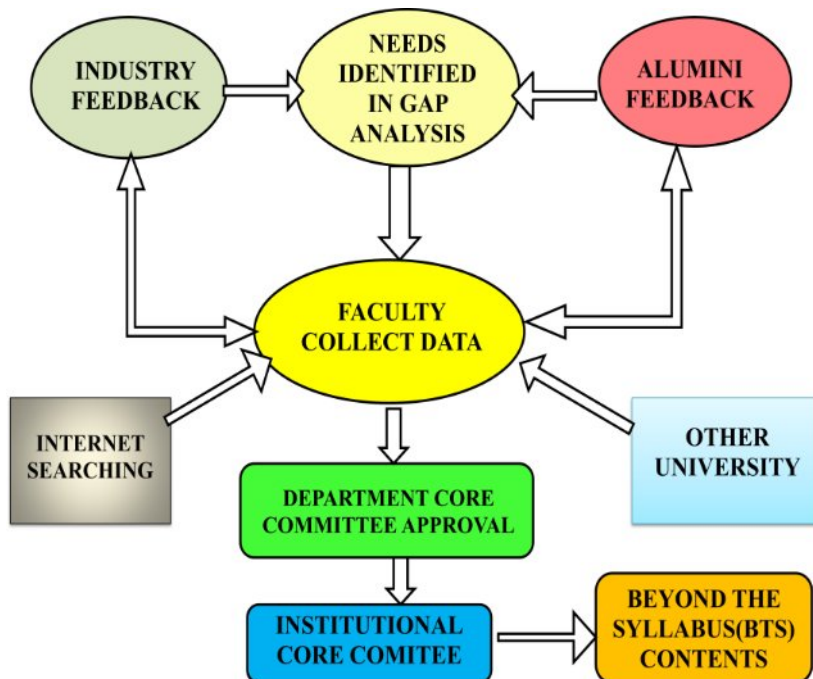 INDUSTRY
FEEDBACK
NEEDS
IDENTIFIED
IN GAP
ANALYSIS
ALUMINI
FEEDBACK
FACULTY
COLLECT DATA
INTERNET
SEARCHING
OTHER
UNIVERSITY
DEPARTMENT CORE
COMMITTEE APPROVAL
INSTITUTIONAL
CORE COMITEE
BEYOND THE
SYLLABUS(BTS)
CONTENTS